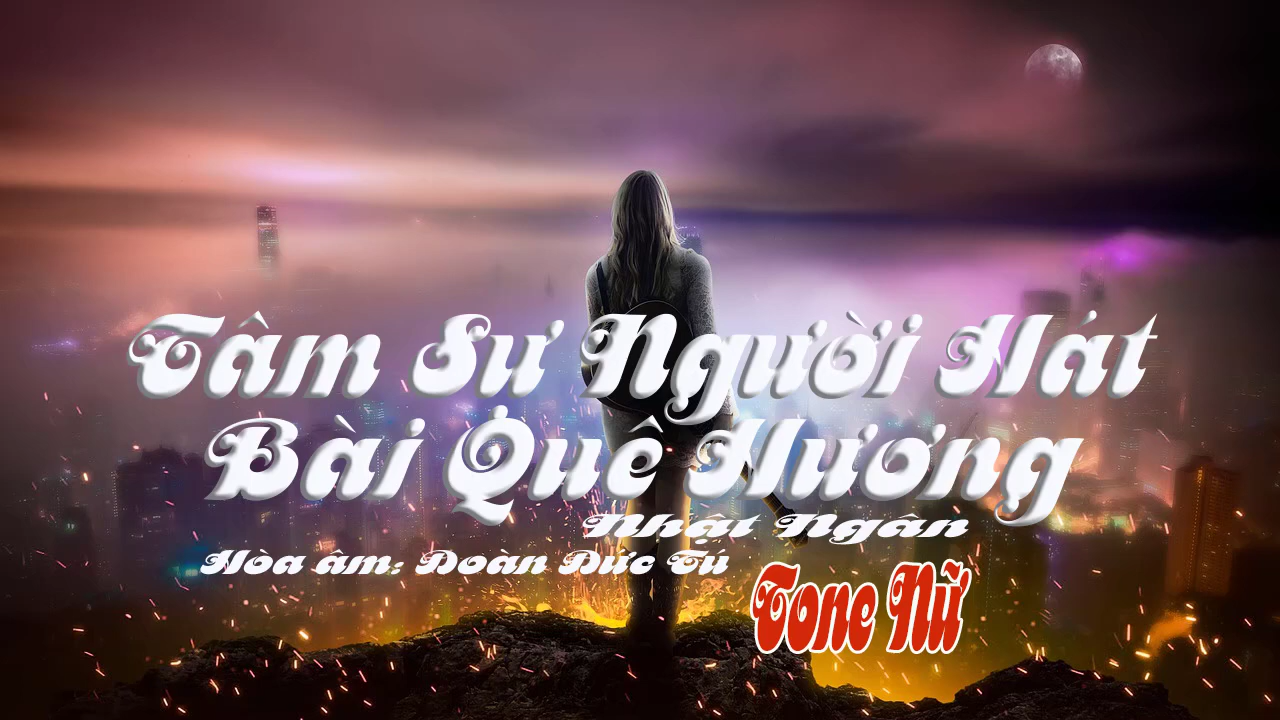 Tâm Sự Người Hát
Bài Quê Hương
Nhật Ngân
Hòa âm: Đoàn Đức Tú
Tone Nữ